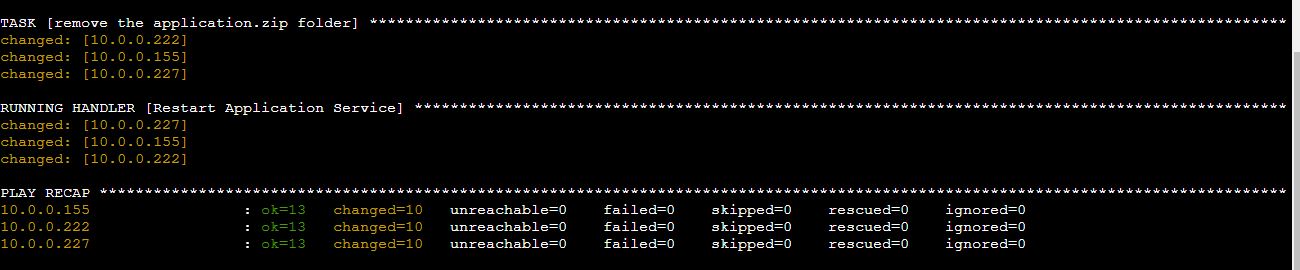 TASK [remove the application.zip folder] ******************************************************************************************************
changed: [10.0.0.222]
changed: [10.0.0.155]
changed: [10.0.0.227]
RUNNING HANDLER [Restart Application Service] *************************************************************************************************
changed: [10.0.0.227]
changed: [10.0.0.155]
changed: [10.0.0.222]
PLAY RECAP ************************************************************************************************************************************
10.0.0.155                 : ok=13   changed=10   unreachable=0    failed=0    skipped=0    rescued=0    ignored=0
10.0.0.222                 : ok=13   changed=10   unreachable=0    failed=0    skipped=0    rescued=0    ignored=0
10.0.0.227                 : ok=13   changed=10   unreachable=0    failed=0    skipped=0    rescued=0    ignored=0